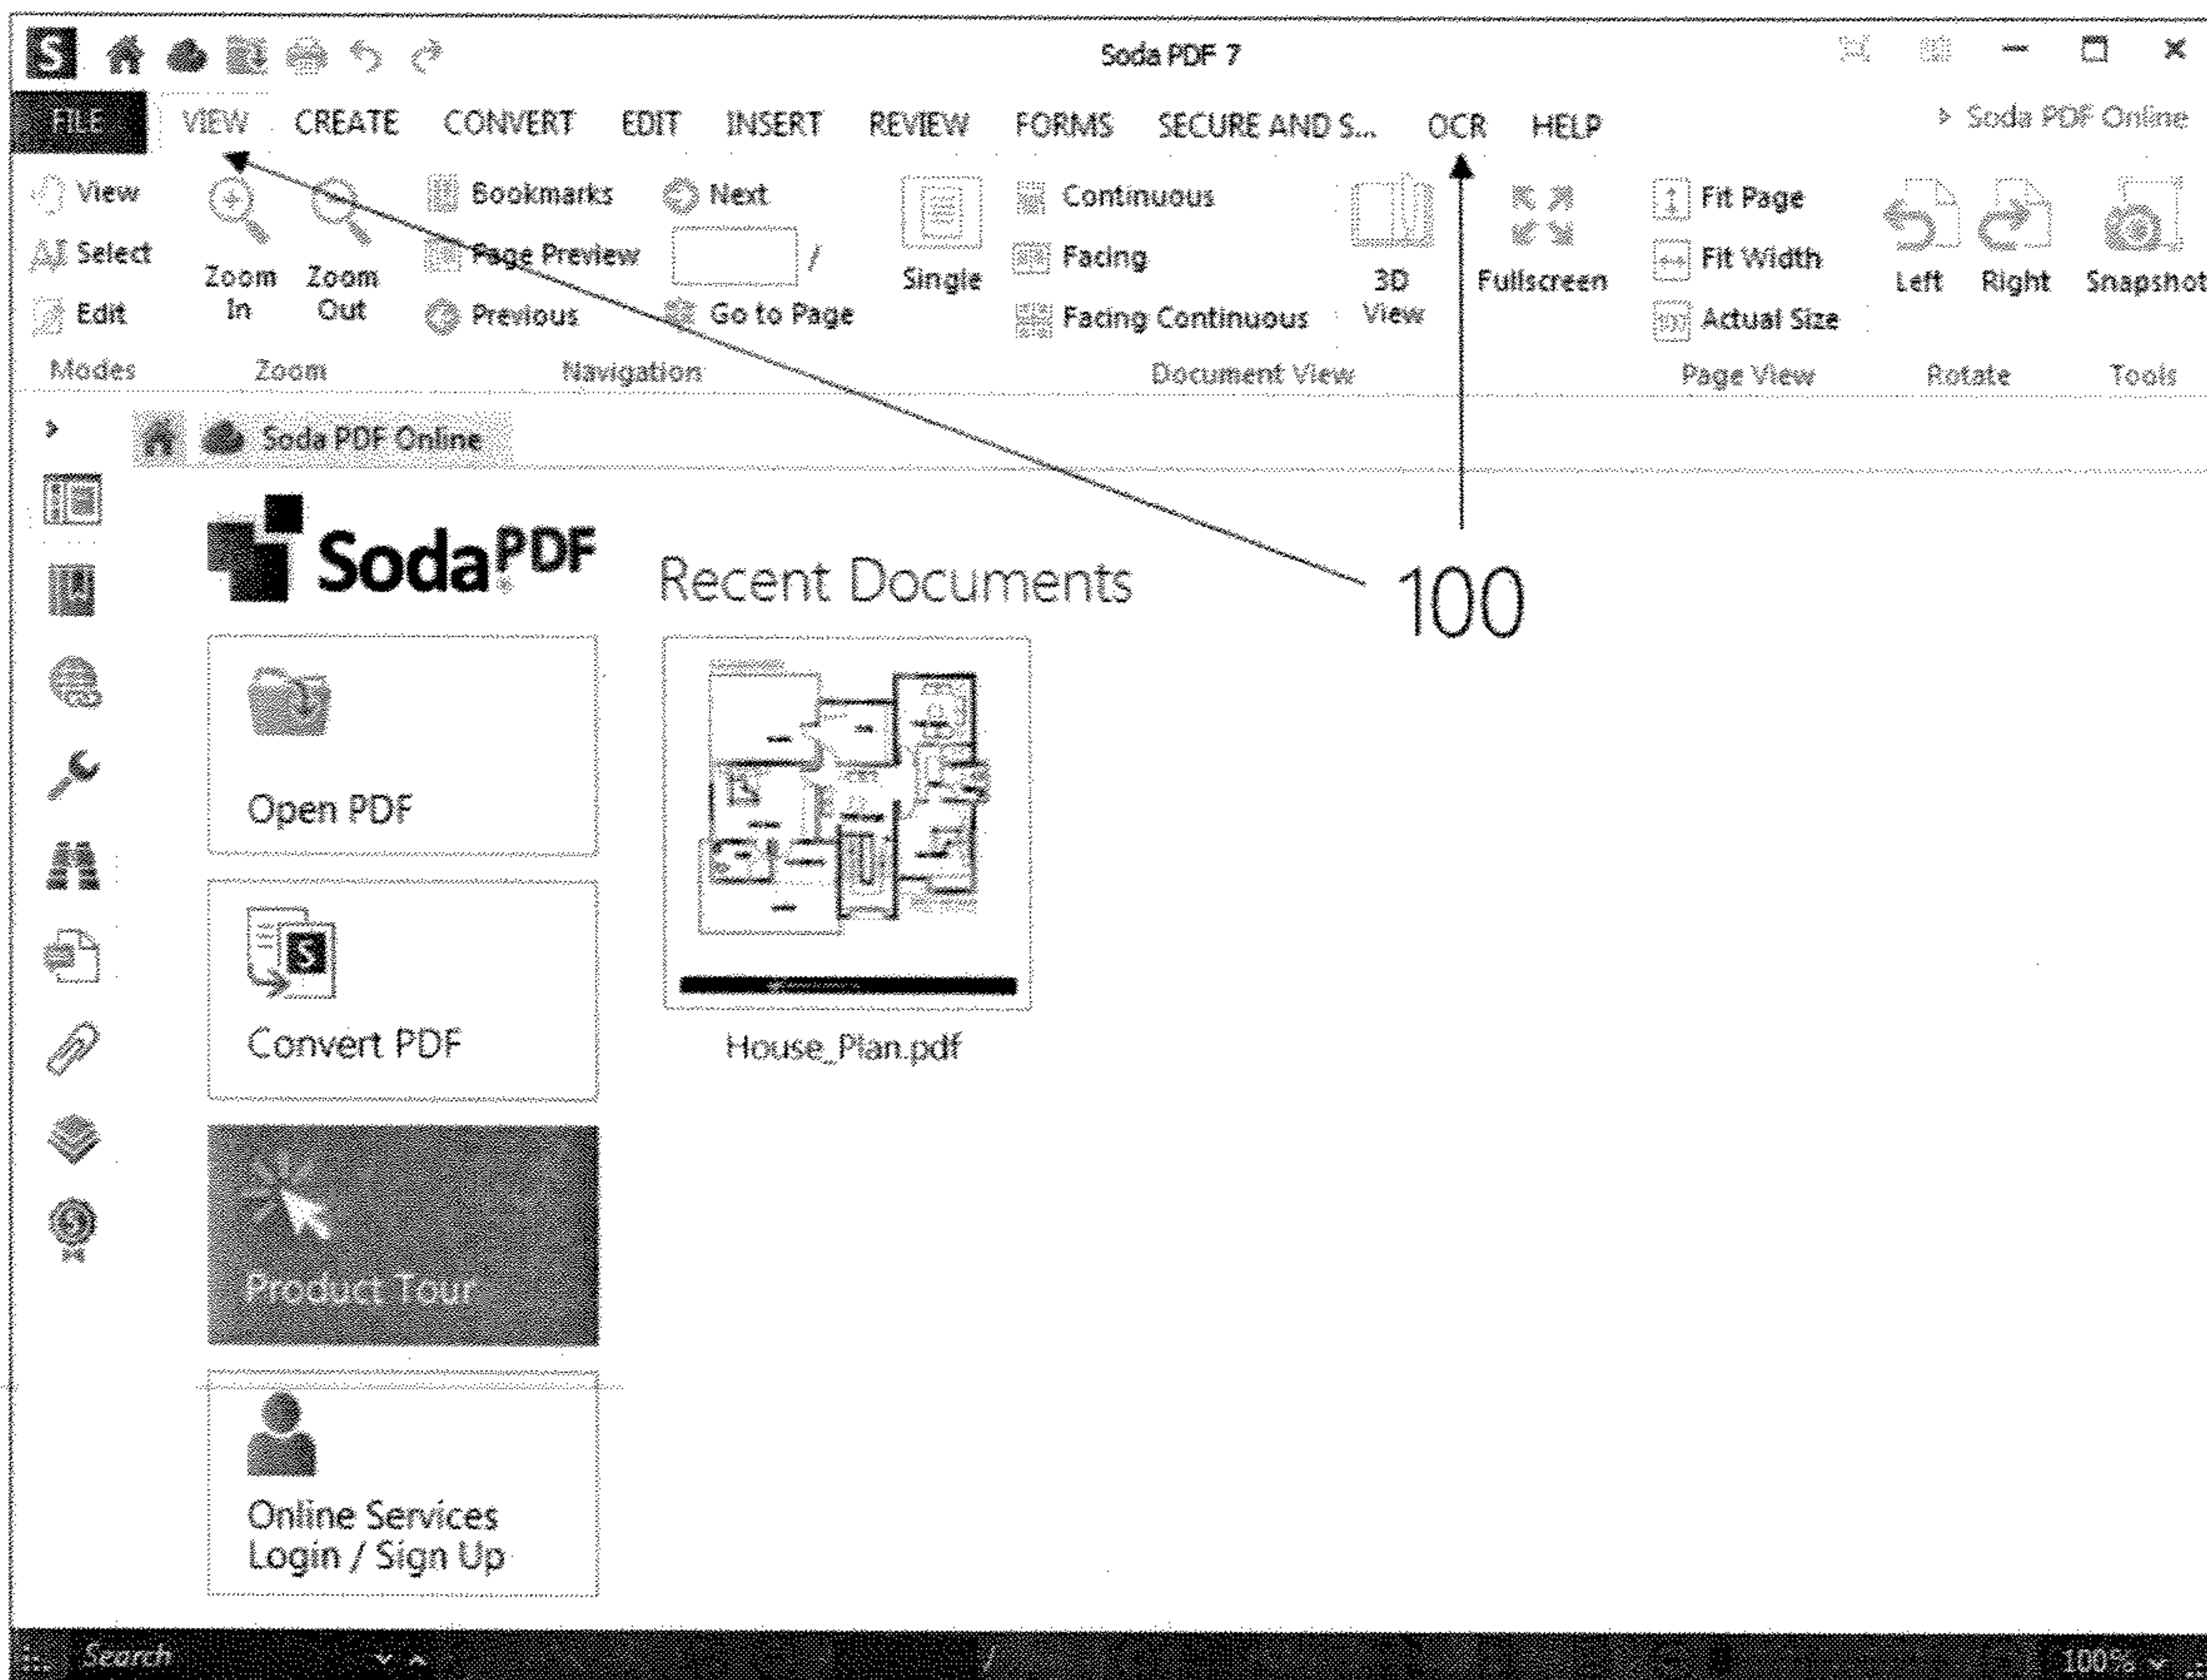 S Soda PDF 7
FILE VIEW CREATE CONVERT EDIT INSERT REVIEW FORMS SECURE AND S... OCR HELP Soda PDF Online
View Bookmarks Next Continuous Fit Page
Select Page Preview / Facing Fit Width
Zoom In Zoom Out Single 3D View Fullscreen Left Right Snapshot
Edit Previous Go to Page Facing Continuous Actual Size
Modes Zoom Navigation Document View Page View Rotate Tools
Soda PDF Online
Soda PDF®
Recent Documents
100
Open PDF
S
Convert PDF
House_Plan.pdf
Product Tour
Online Services
Login / Sign Up
Search / 100%